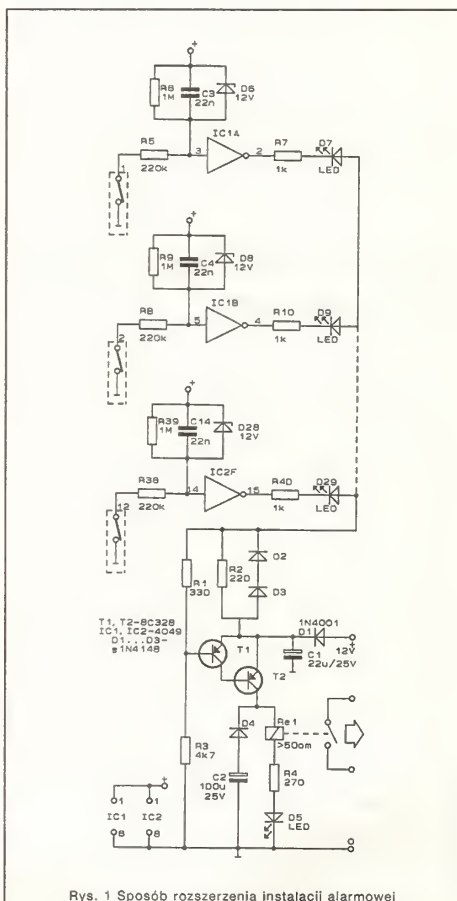 +
R6
1M
C3
22n
D6
12V
IC1A
R5
220k
3
2
R7
1k
D7
LED
1
+
R9
1M
C4
22n
D8
12V
IC1B
R8
220k
5
4
R10
1k
D9
LED
2
+
R39
1M
C14
22n
D28
12V
IC2F
R38
220k
14
15
R40
1k
D29
LED
12
R1
330
R2
220
D2
D3
T1, T2-BC328
IC1, IC2-4049
D1...D3-
=1N4148
T1
T2
1N4001
D1
C1
22u/25V
+
12V
D4
Re1
>50om
R3
4k7
C2
100u
25V
R4
270
D5
LED
+
1
1
IC1
IC2
8
8
Rys. 1 Sposób rozszerzenia instalacji alarmowej